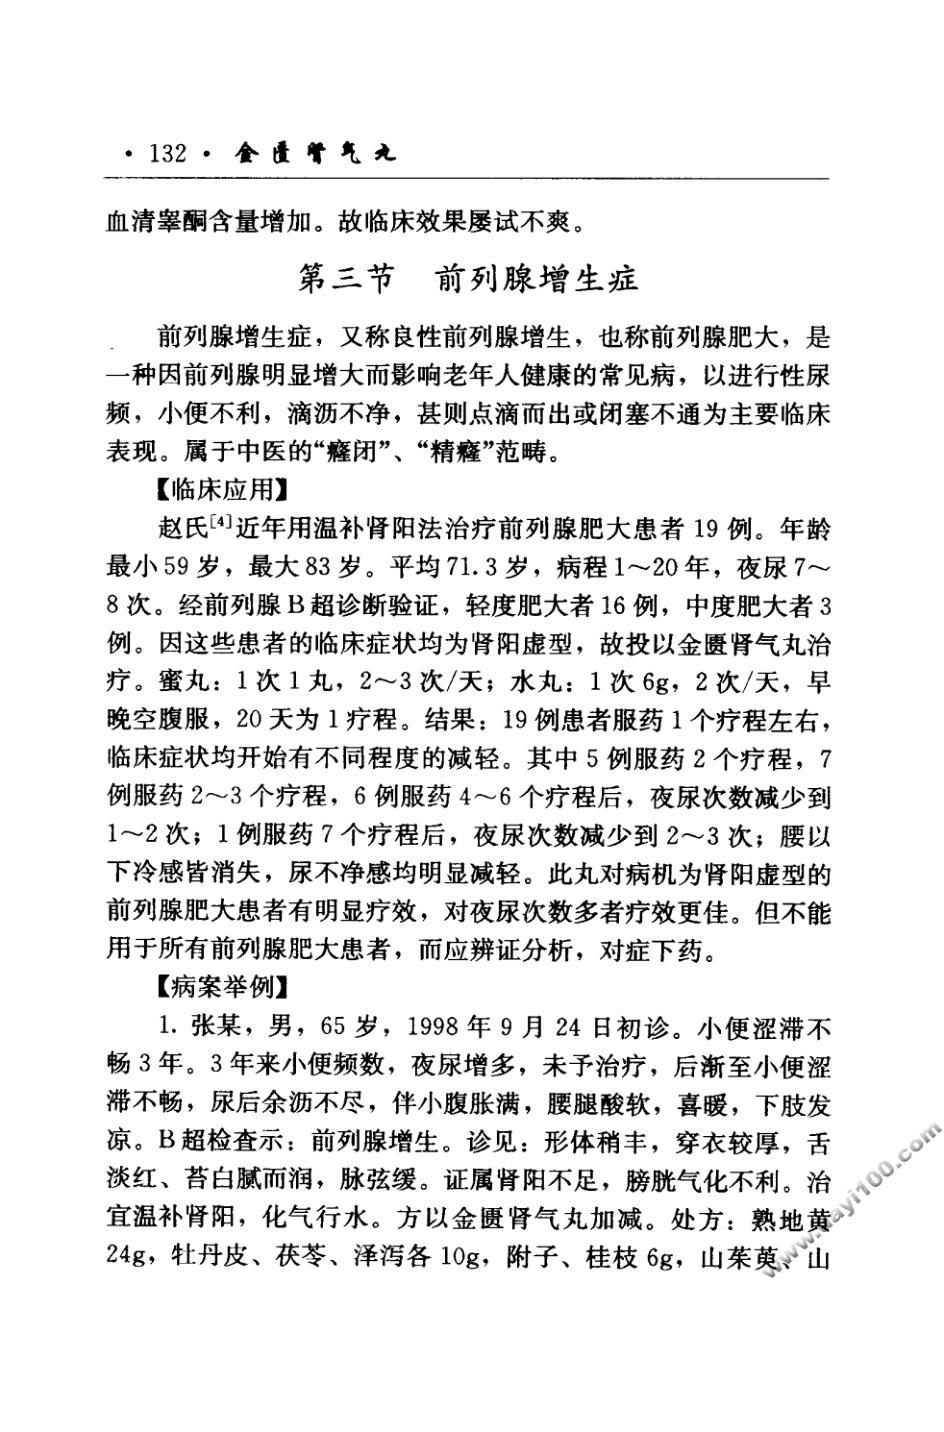 · 132 · 金匮肾气丸
血清睾酮含量增加。故临床效果屡试不爽。
第三节 前列腺增生症
前列腺增生症，又称良性前列腺增生，也称前列腺肥大，是
一种因前列腺明显增大而影响老年人健康的常见病，以进行性尿
频，小便不利，滴沥不净，甚则点滴而出或闭塞不通为主要临床
表现。属于中医的“癃闭”、“精癃”范畴。
【临床应用】
赵氏[4]近年用温补肾阳法治疗前列腺肥大患者 19 例。年龄
最小 59 岁，最大 83 岁。平均 71.3 岁，病程 1～20 年，夜尿 7～
8 次。经前列腺 B 超诊断验证，轻度肥大者 16 例，中度肥大者 3
例。因这些患者的临床症状均为肾阳虚型，故投以金匮肾气丸治
疗。蜜丸：1 次 1 丸，2～3 次/天；水丸：1 次 6g，2 次/天，早
晚空腹服，20 天为 1 疗程。结果：19 例患者服药 1 个疗程左右，
临床症状均开始有不同程度的减轻。其中 5 例服药 2 个疗程，7
例服药 2～3 个疗程，6 例服药 4～6 个疗程后，夜尿次数减少到
1～2 次；1 例服药 7 个疗程后，夜尿次数减少到 2～3 次；腰以
下冷感皆消失，尿不净感均明显减轻。此丸对病机为肾阳虚型的
前列腺肥大患者有明显疗效，对夜尿次数多者疗效更佳。但不能
用于所有前列腺肥大患者，而应辨证分析，对症下药。
【病案举例】
1. 张某，男，65 岁，1998 年 9 月 24 日初诊。小便涩滞不
畅 3 年。3 年来小便频数，夜尿增多，未予治疗，后渐至小便涩
滞不畅，尿后余沥不尽，伴小腹胀满，腰腿酸软，喜暖，下肢发
凉。B 超检查示：前列腺增生。诊见：形体稍丰，穿衣较厚，舌
淡红、苔白腻而润，脉弦缓。证属肾阳不足，膀胱气化不利。治
宜温补肾阳，化气行水。方以金匮肾气丸加减。处方：熟地黄
24g，牡丹皮、茯苓、泽泻各 10g，附子、桂枝 6g，山茱萸、山